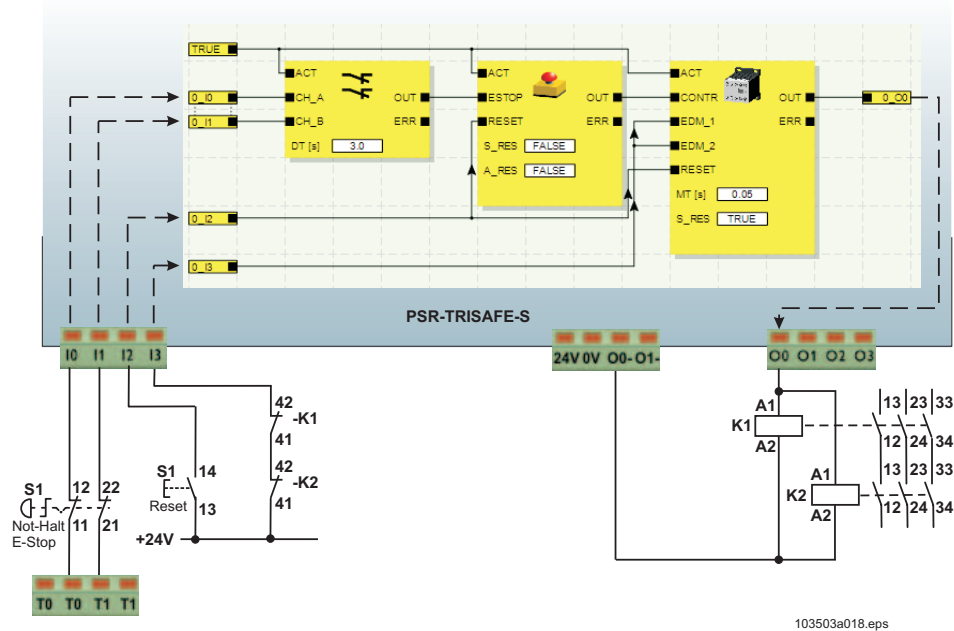 TRUE
ACT
ACT
ACT
0_I0
CH_A
OUT
ESTOP
OUT
CONTR
OUT
0_O0
0_I1
CH_B
ERR
RESET
ERR
EDM_1
ERR
DT [s]
3.0
S_RES
FALSE
EDM_2
A_RES
FALSE
RESET
MT [s]
0.05
0_I2
S_RES
TRUE
0_I3
PSR-TRISAFE-S
I0 I1 I2 I3
24V 0V O0- O1-
O0 O1 O2 O3
42
-K1
41
42
-K2
41
A1
K1
A2
13 23 33
12 24 34
A1
K2
A2
13 23 33
12 24 34
S1
14
Reset
13
S1
12 22
Not-Halt
11 21
E-Stop
+24V
T0 T0 T1 T1
103503a018.eps